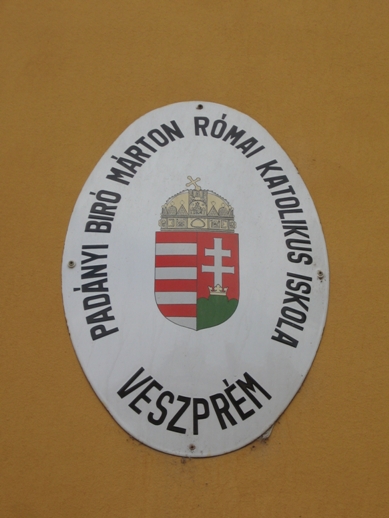 PADÁNYI BIRÓ MÁRTON RÓMAI KATOLIKUS ISKOLA
VESZPRÉM